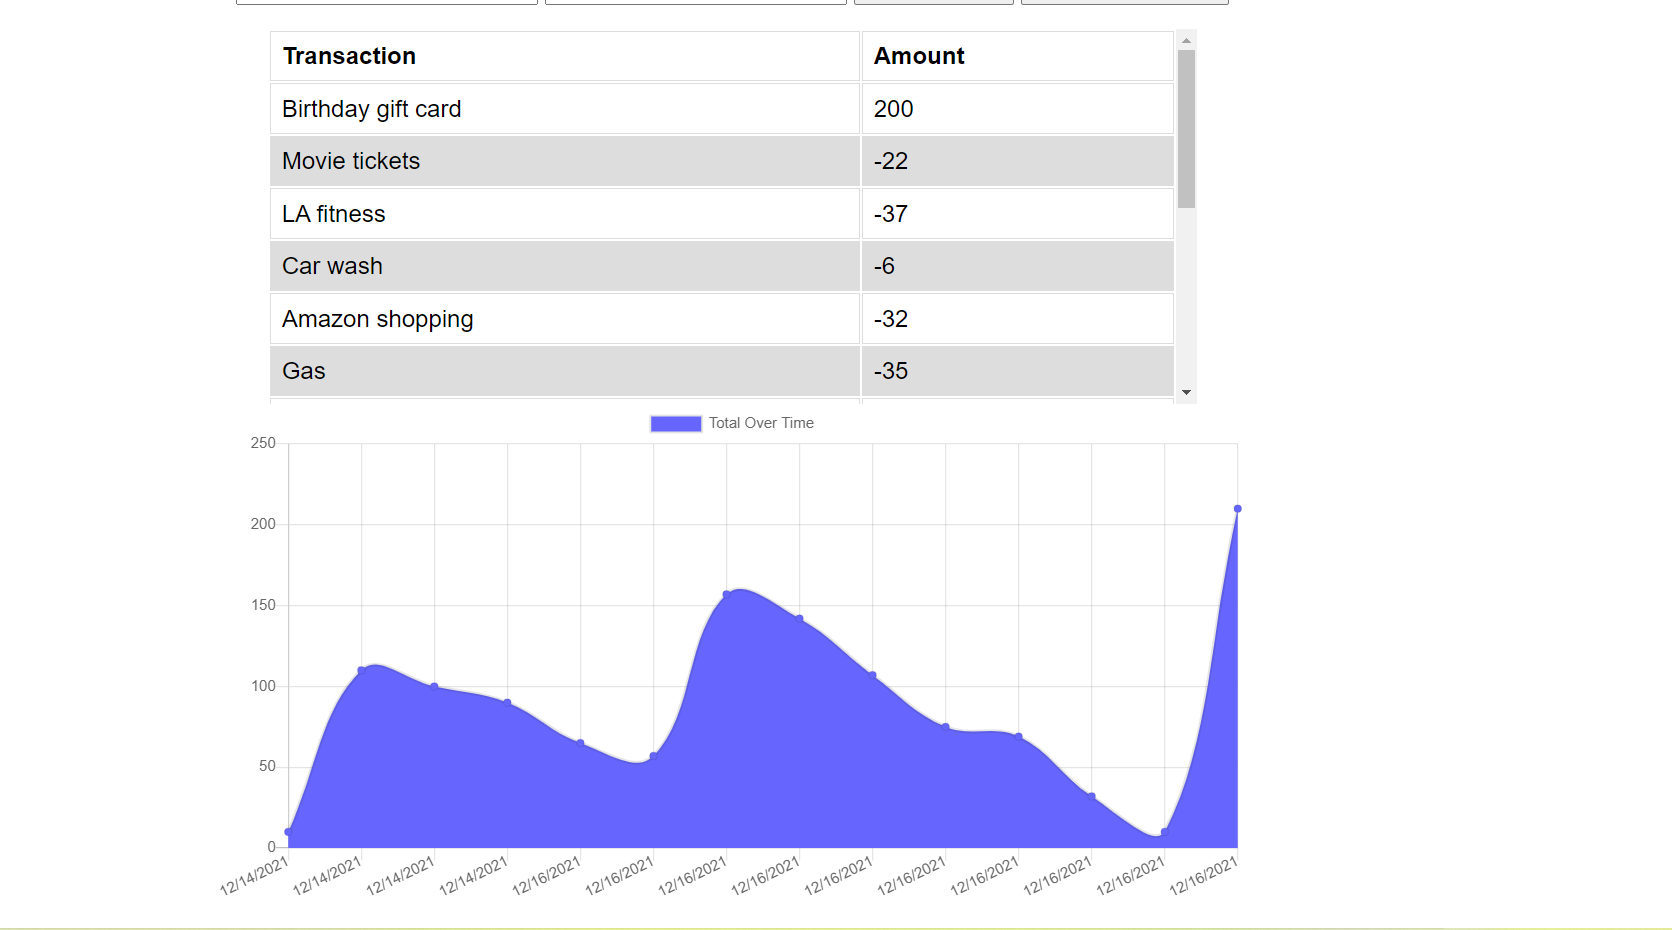 Transaction Amount
Birthday gift card 200
Movie tickets -22
LA fitness -37
Car wash -6
Amazon shopping -32
Gas -35
Total Over Time
250
200
150
100
50
0
12/14/2021 12/14/2021 12/14/2021 12/14/2021 12/16/2021 12/16/2021 12/16/2021 12/16/2021 12/16/2021 12/16/2021 12/16/2021 12/16/2021 12/16/2021 12/16/2021